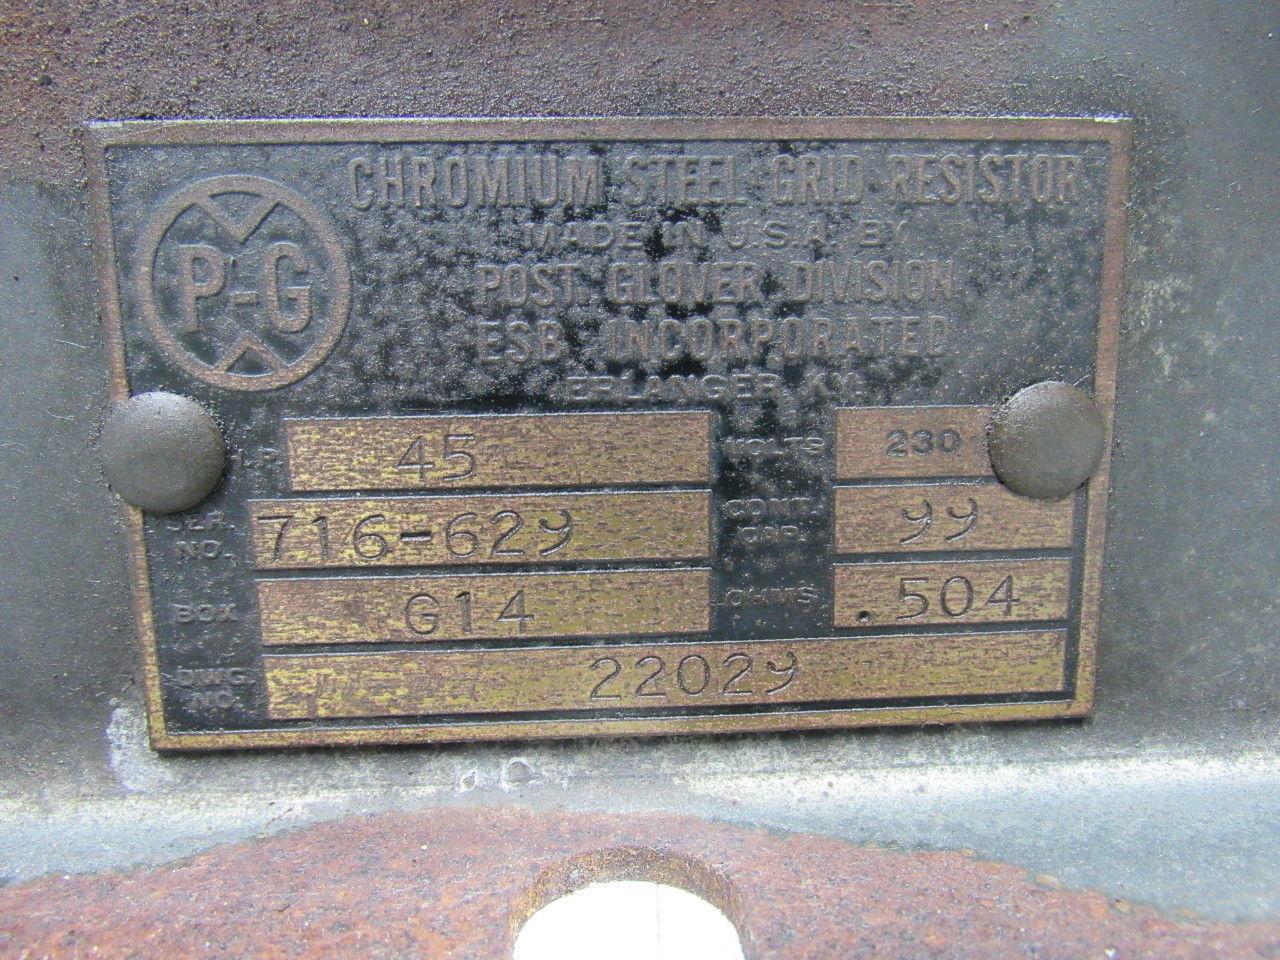 CHROMIUM STEEL GRID RESISTOR
MADE IN U.S.A. BY
P-G
POST GLOVER DIVISION
ESB INCORPORATED
ERLANGER, KY.
H.P. 45 VOLTS 230
SER. NO. 716-629 CONT. CAP. 99
BOX G14 OHMS .504
DWG. NO. 22029